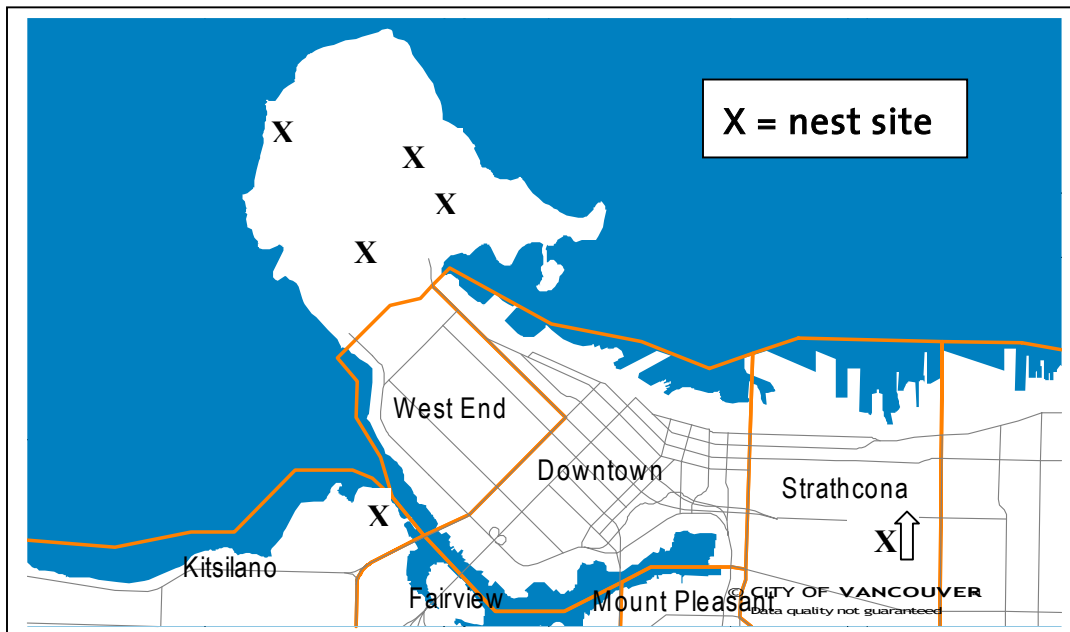 X = nest site
X
X
X
X
West End
Downtown
Strathcona
X
X
Kitsilano
Fairview
Mount Pleasant
© CITY OF VANCOUVER
Data quality not guaranteed